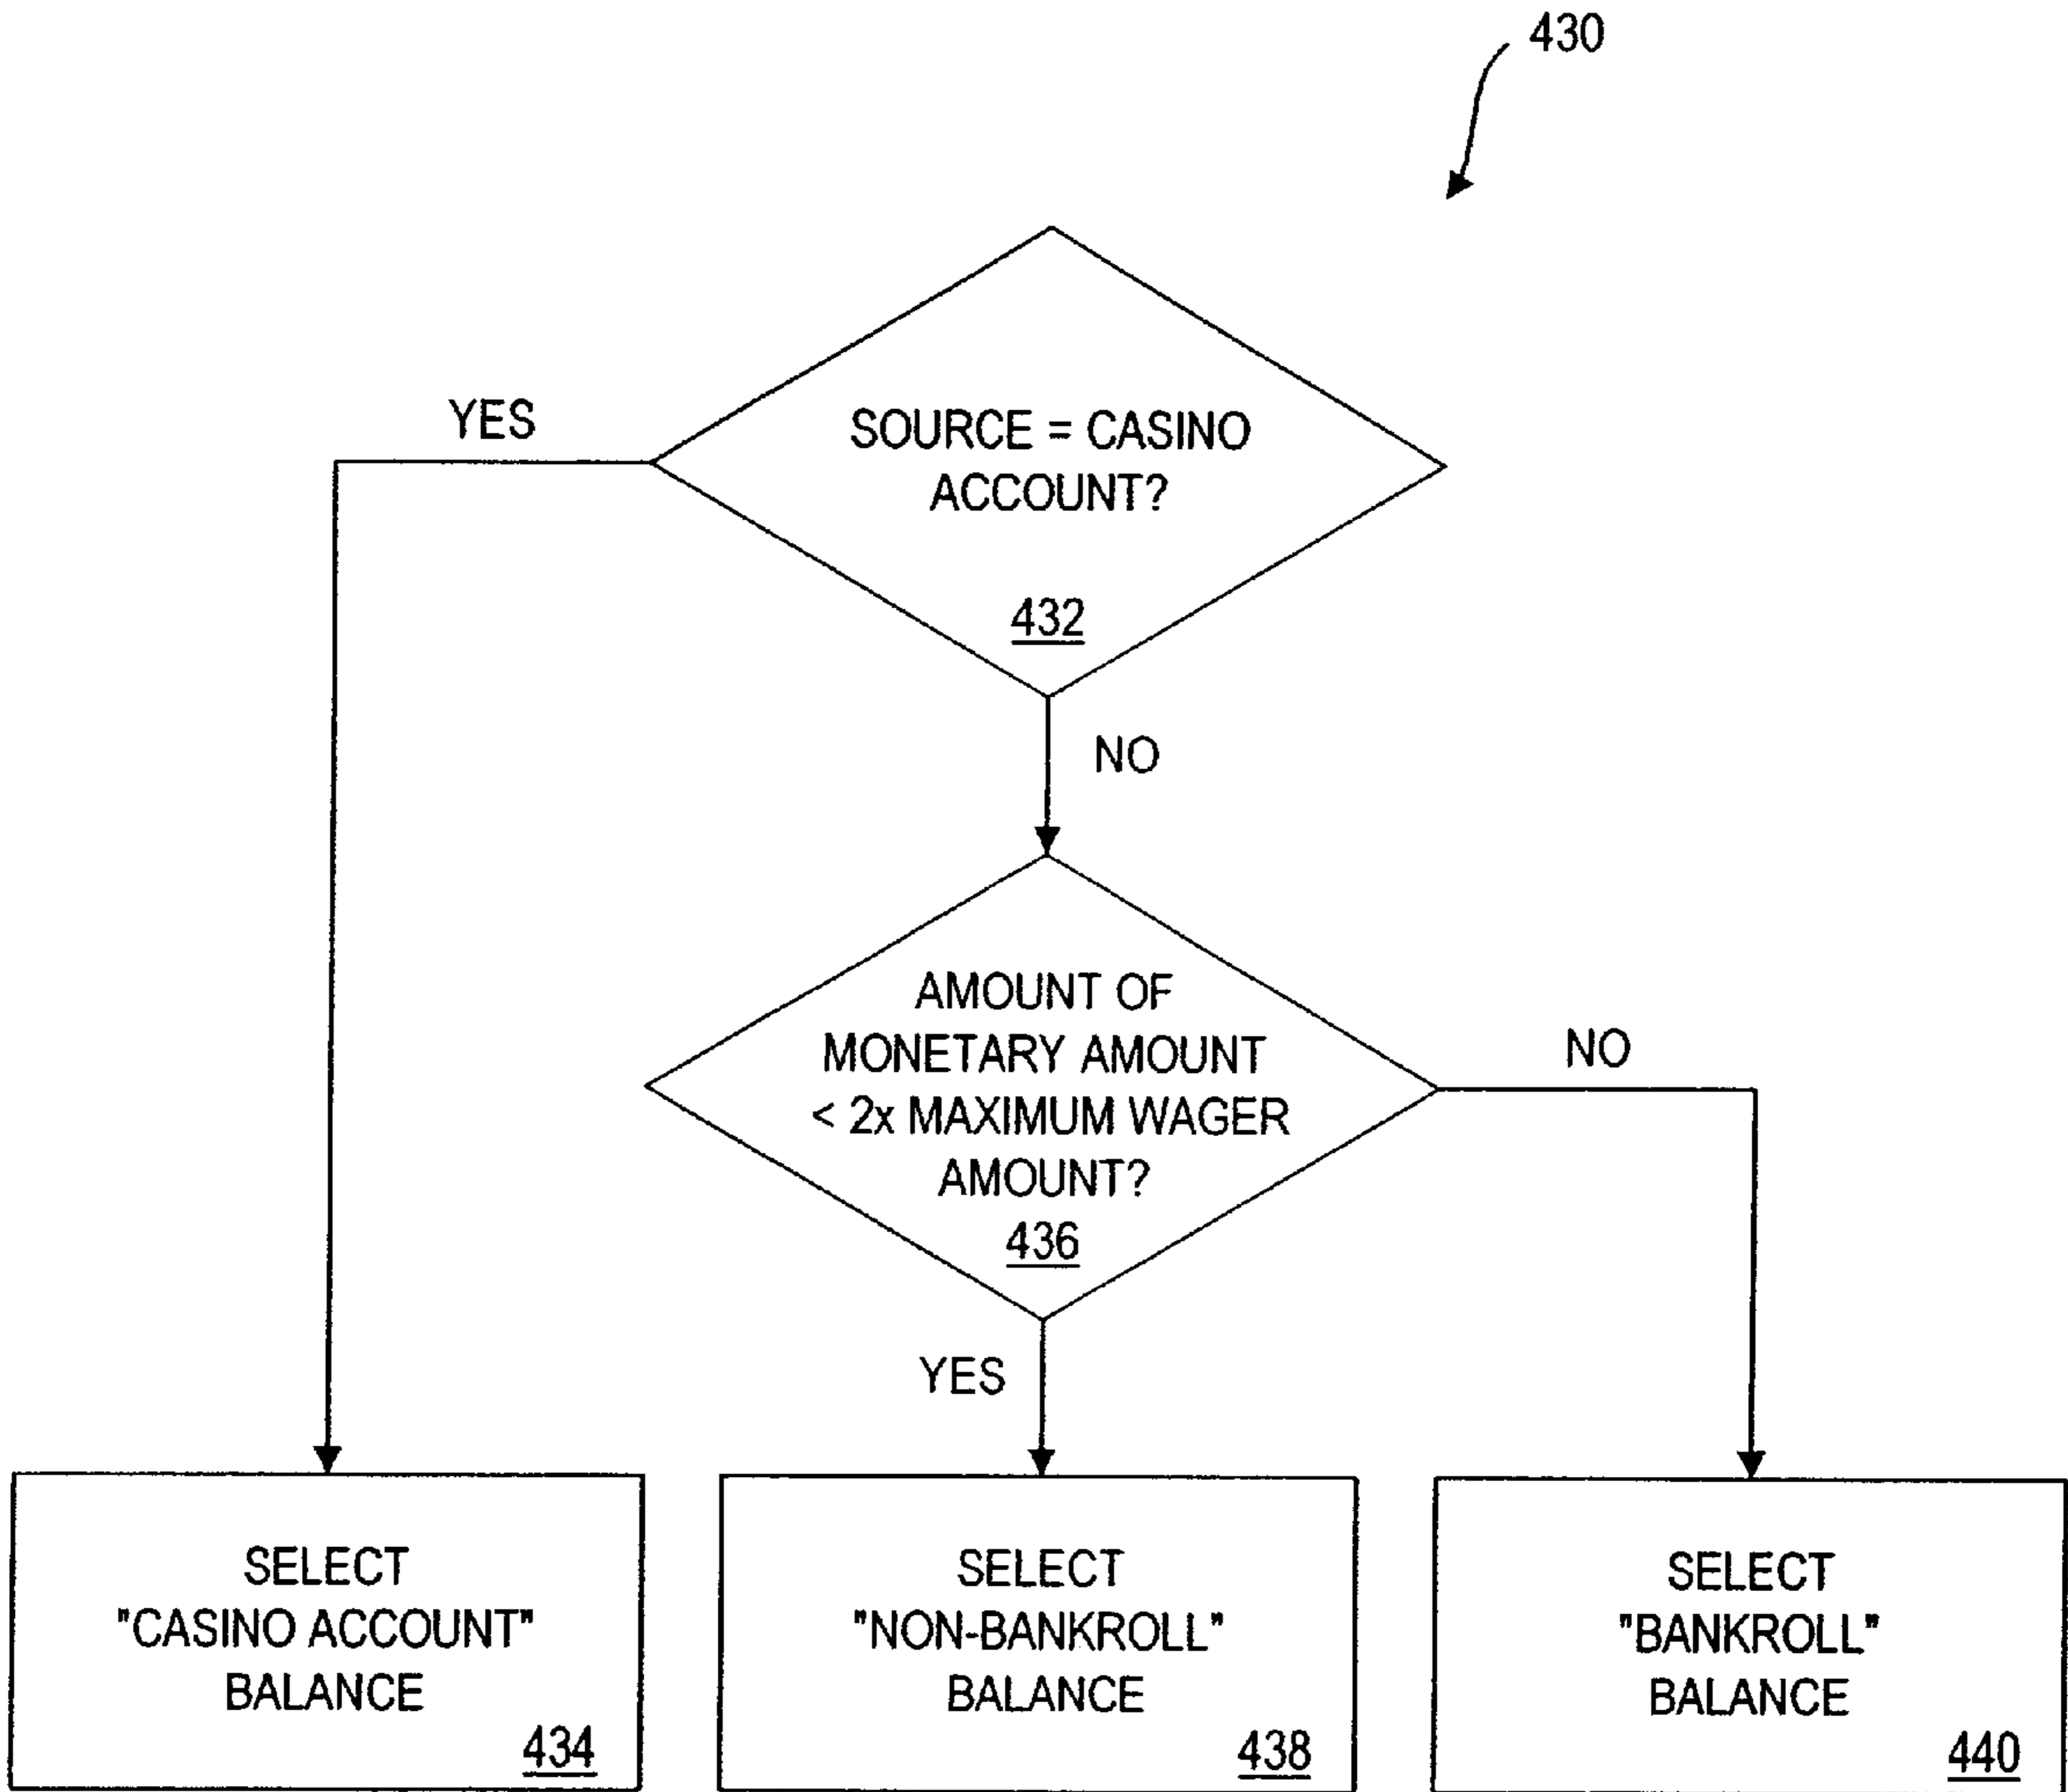 430
SOURCE = CASINO
ACCOUNT?
432
YES
NO
AMOUNT OF
MONETARY AMOUNT
< 2x MAXIMUM WAGER
AMOUNT?
436
NO
YES
SELECT
"CASINO ACCOUNT"
BALANCE
434
SELECT
"NON-BANKROLL"
BALANCE
438
SELECT
"BANKROLL"
BALANCE
440